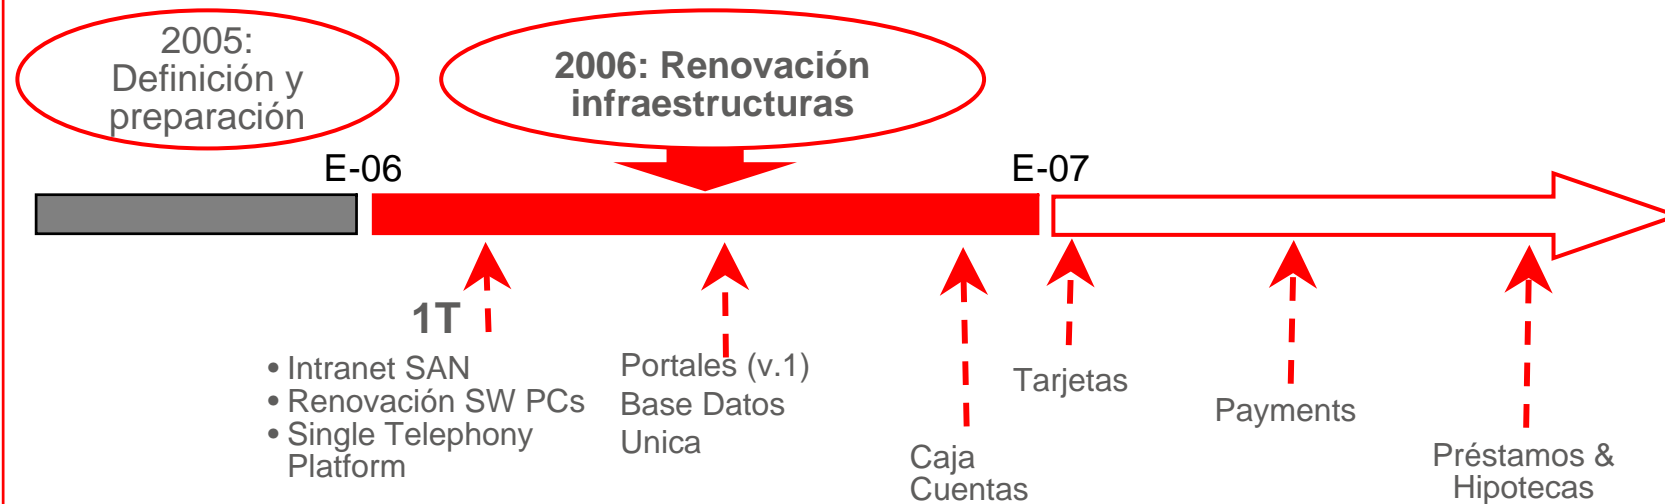 2005:
Definición y
preparación
2006: Renovación
infraestructuras
E-06
E-07
1T
• Intranet SAN
• Renovación SW PCs
• Single Telephony
Platform
Portales (v.1)
Base Datos
Unica
Caja
Cuentas
Tarjetas
Payments
Préstamos &
Hipotecas